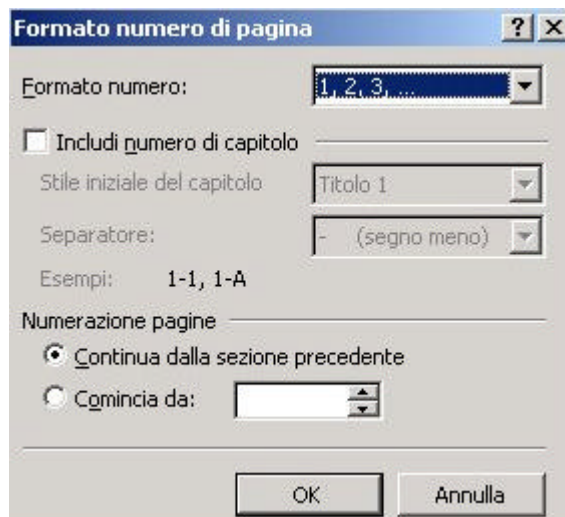 Formato numero di pagina
Formato numero: 1, 2, 3, ...
Includi numero di capitolo
Stile iniziale del capitolo Titolo 1
Separatore: - (segno meno)
Esempi: 1-1, 1-A
Numerazione pagine
Continua dalla sezione precedente
Comincia da:
OK Annulla